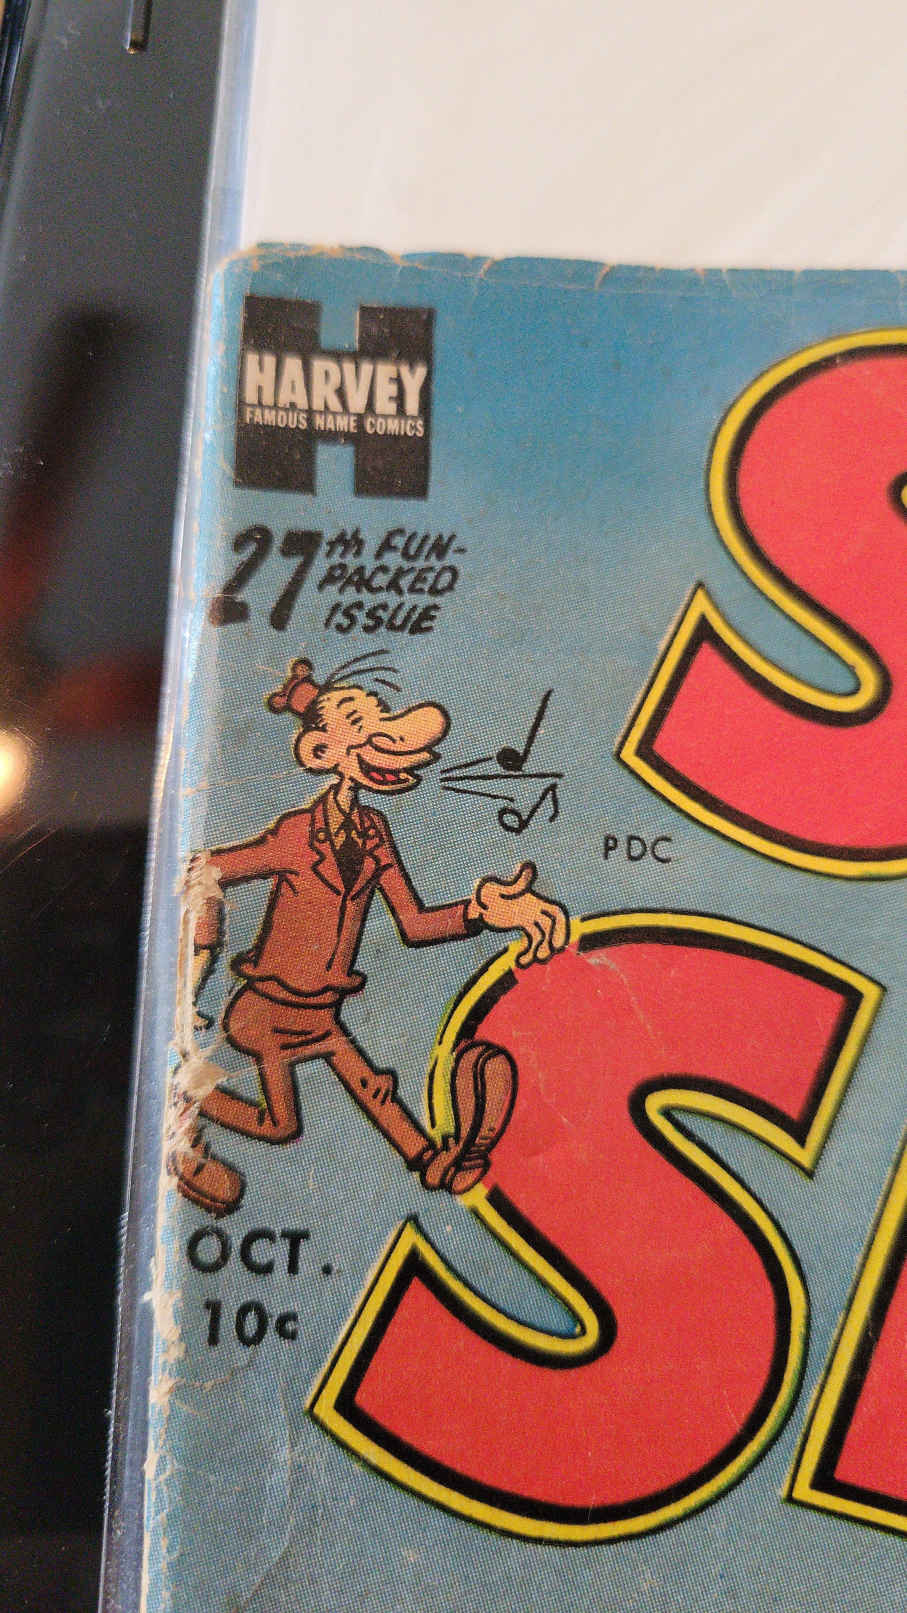 HARVEY
FAMOUS NAME COMICS
27th FUN-
PACKED
ISSUE
PDC
S
S
OCT.
10¢